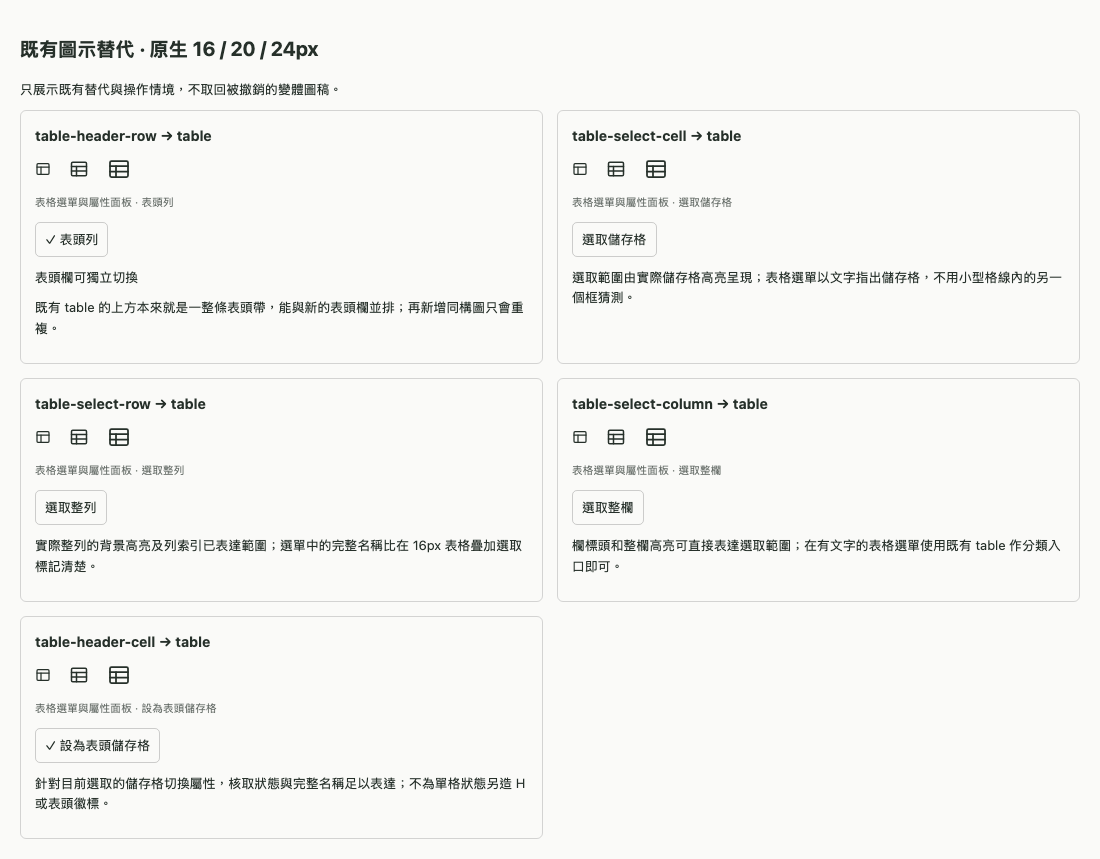 既有圖示替代 · 原生 16 / 20 / 24px
只展示既有替代與操作情境，不取回被撤銷的變體圖稿。
table-header-row → table
表格選單與屬性面板 · 表頭列
✓ 表頭列
表頭欄可獨立切換
既有 table 的上方本來就是一整條表頭帶，能與新的表頭欄並排；再新增同構圖只會重
複。
table-select-cell → table
表格選單與屬性面板 · 選取儲存格
選取儲存格
選取範圍由實際儲存格高亮呈現；表格選單以文字指出儲存格，不用小型格線內的另一
個框猜測。
table-select-row → table
表格選單與屬性面板 · 選取整列
選取整列
實際整列的背景高亮及列索引已表達範圍；選單中的完整名稱比在 16px 表格疊加選取
標記清楚。
table-select-column → table
表格選單與屬性面板 · 選取整欄
選取整欄
欄標頭和整欄高亮可直接表達選取範圍；在有文字的表格選單使用既有 table 作分類入
口即可。
table-header-cell → table
表格選單與屬性面板 · 設為表頭儲存格
✓ 設為表頭儲存格
針對目前選取的儲存格切換屬性，核取狀態與完整名稱足以表達；不為單格狀態另造 H
或表頭徽標。